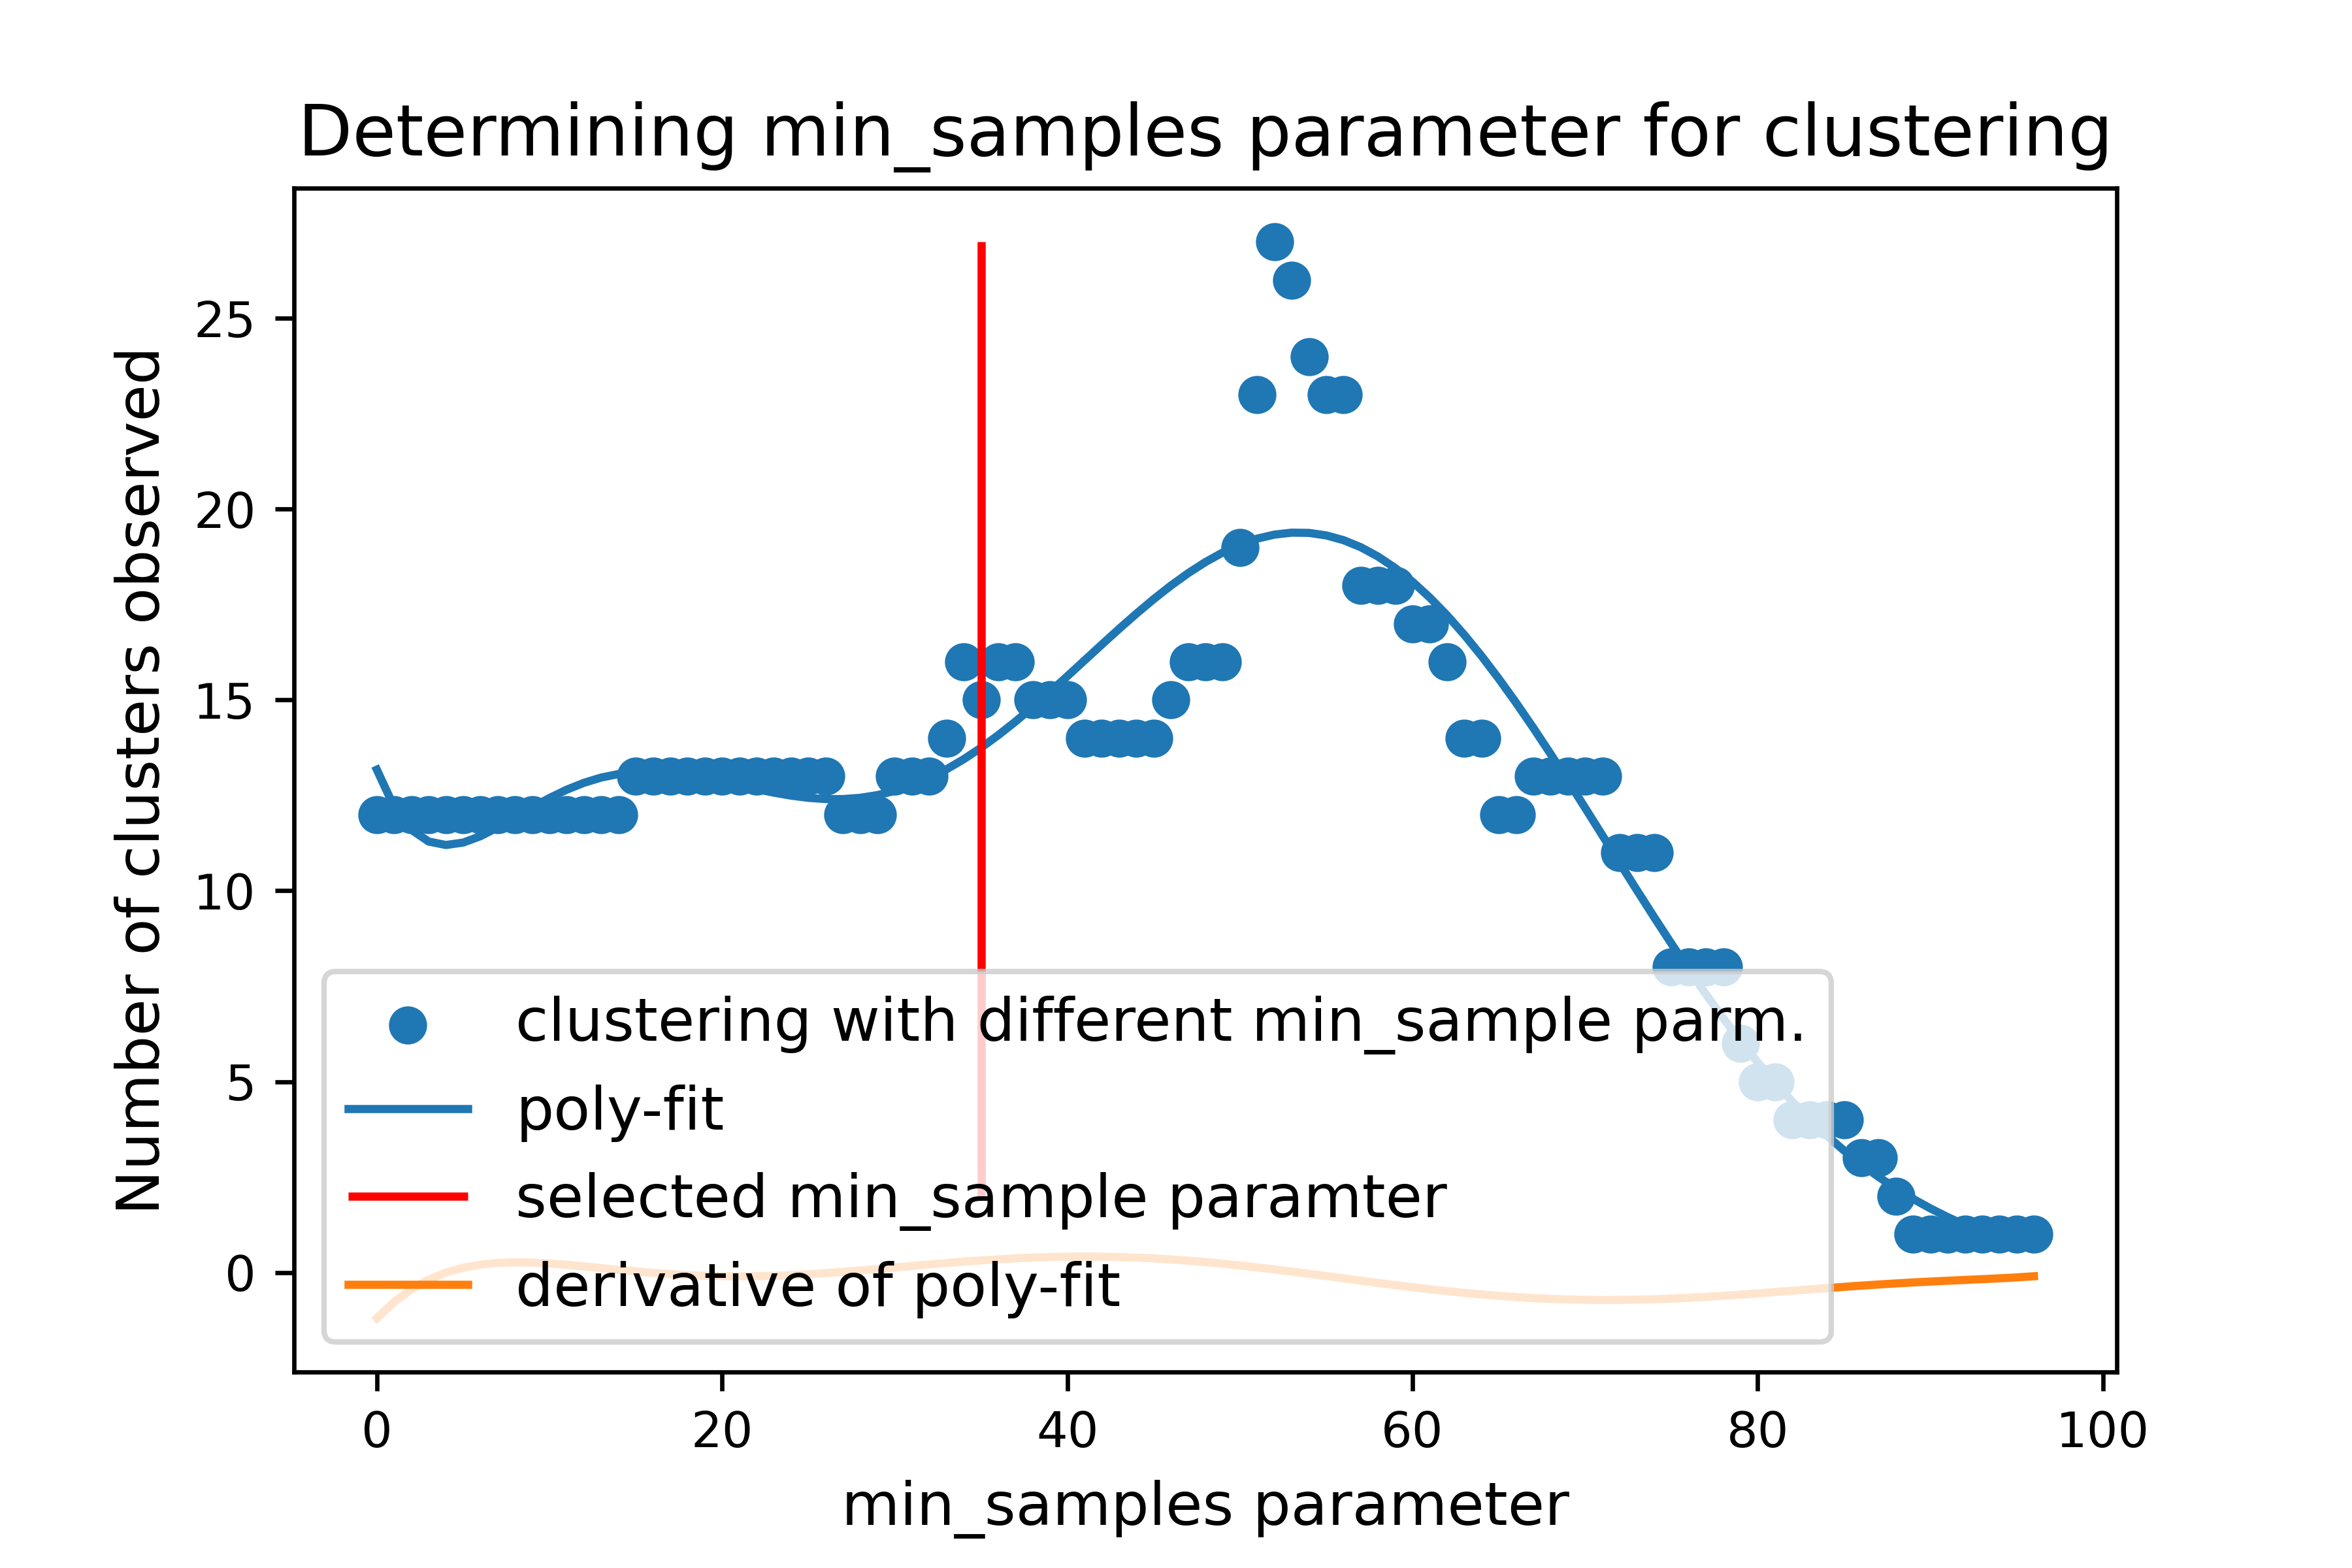 Determining min_samples parameter for clustering
Number of clusters observed
25
20
15
10
5
0
clustering with different min_sample parm.
poly-fit
selected min_sample paramter
derivative of poly-fit
0 20 40 60 80 100
min_samples parameter